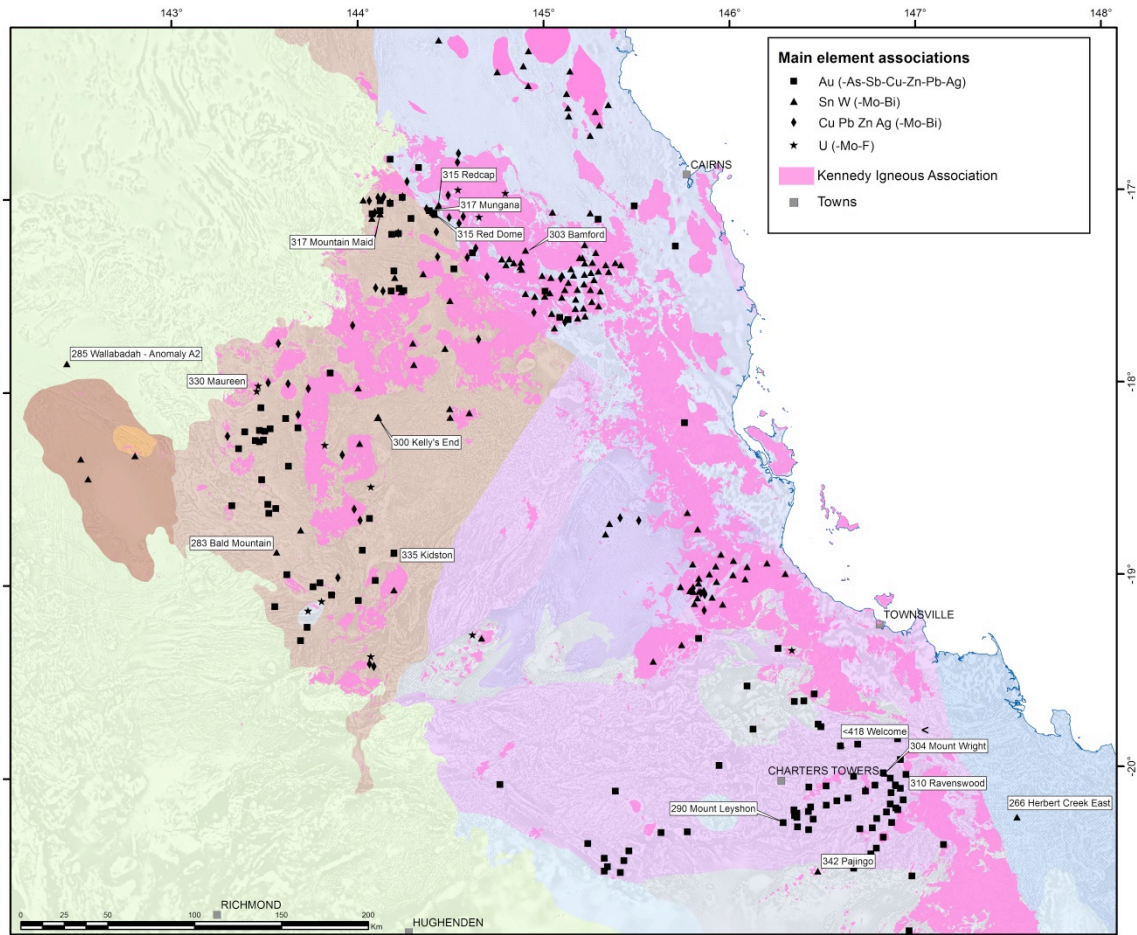 143° 144° 145° 146° 147° 148°
Main element associations
Au (-As-Sb-Cu-Zn-Pb-Ag)
Sn W (-Mo-Bi)
Cu Pb Zn Ag (-Mo-Bi)
U (-Mo-F)
Kennedy Igneous Association
Towns
CAIRNS
-17°
315 Redcap
317 Mungana
315 Red Dome
303 Bamford
317 Mountain Maid
285 Wallabadah - Anomaly A2
330 Maureen
-18°
300 Kelly's End
283 Bald Mountain
335 Kidston
-19°
TOWNSVILLE
<418 Welcome
<
304 Mount Wright
-20°
CHARTERS TOWERS
310 Ravenswood
290 Mount Leyshon
266 Herbert Creek East
342 Pajingo
RICHMOND
0 25 50 100 150 200
Km
HUGHENDEN